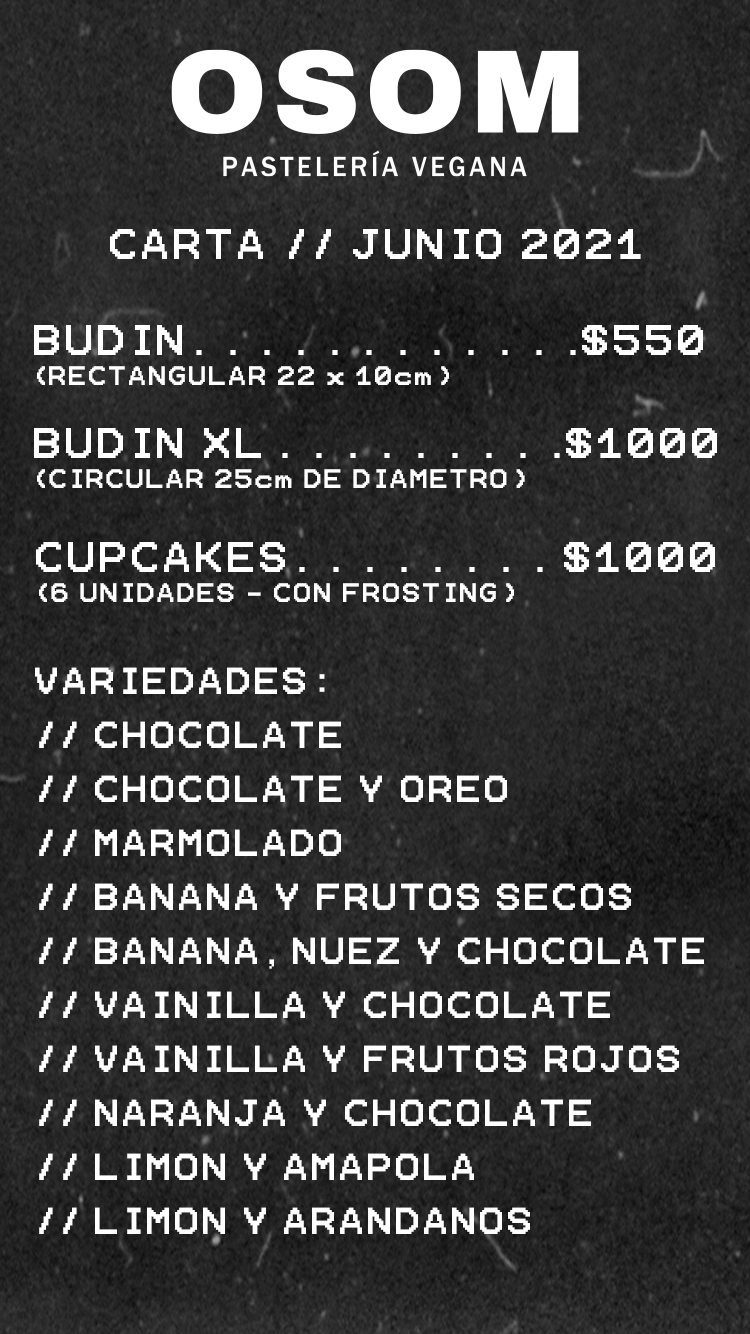 OSOM
PASTELERÍA VEGANA
CARTA // JUNIO 2021
BUDIN.............$550
(RECTANGULAR 22 x 10cm)
BUDIN XL..........$1000
(CIRCULAR 25cm DE DIAMETRO)
CUPCAKES........$1000
(6 UNIDADES - CON FROSTING)
VARIEDADES:
// CHOCOLATE
// CHOCOLATE Y OREO
// MARMOLADO
// BANANA Y FRUTOS SECOS
// BANANA, NUEZ Y CHOCOLATE
// VAINILLA Y CHOCOLATE
// VAINILLA Y FRUTOS ROJOS
// NARANJA Y CHOCOLATE
// LIMON Y AMAPOLA
// LIMON Y ARANDANOS